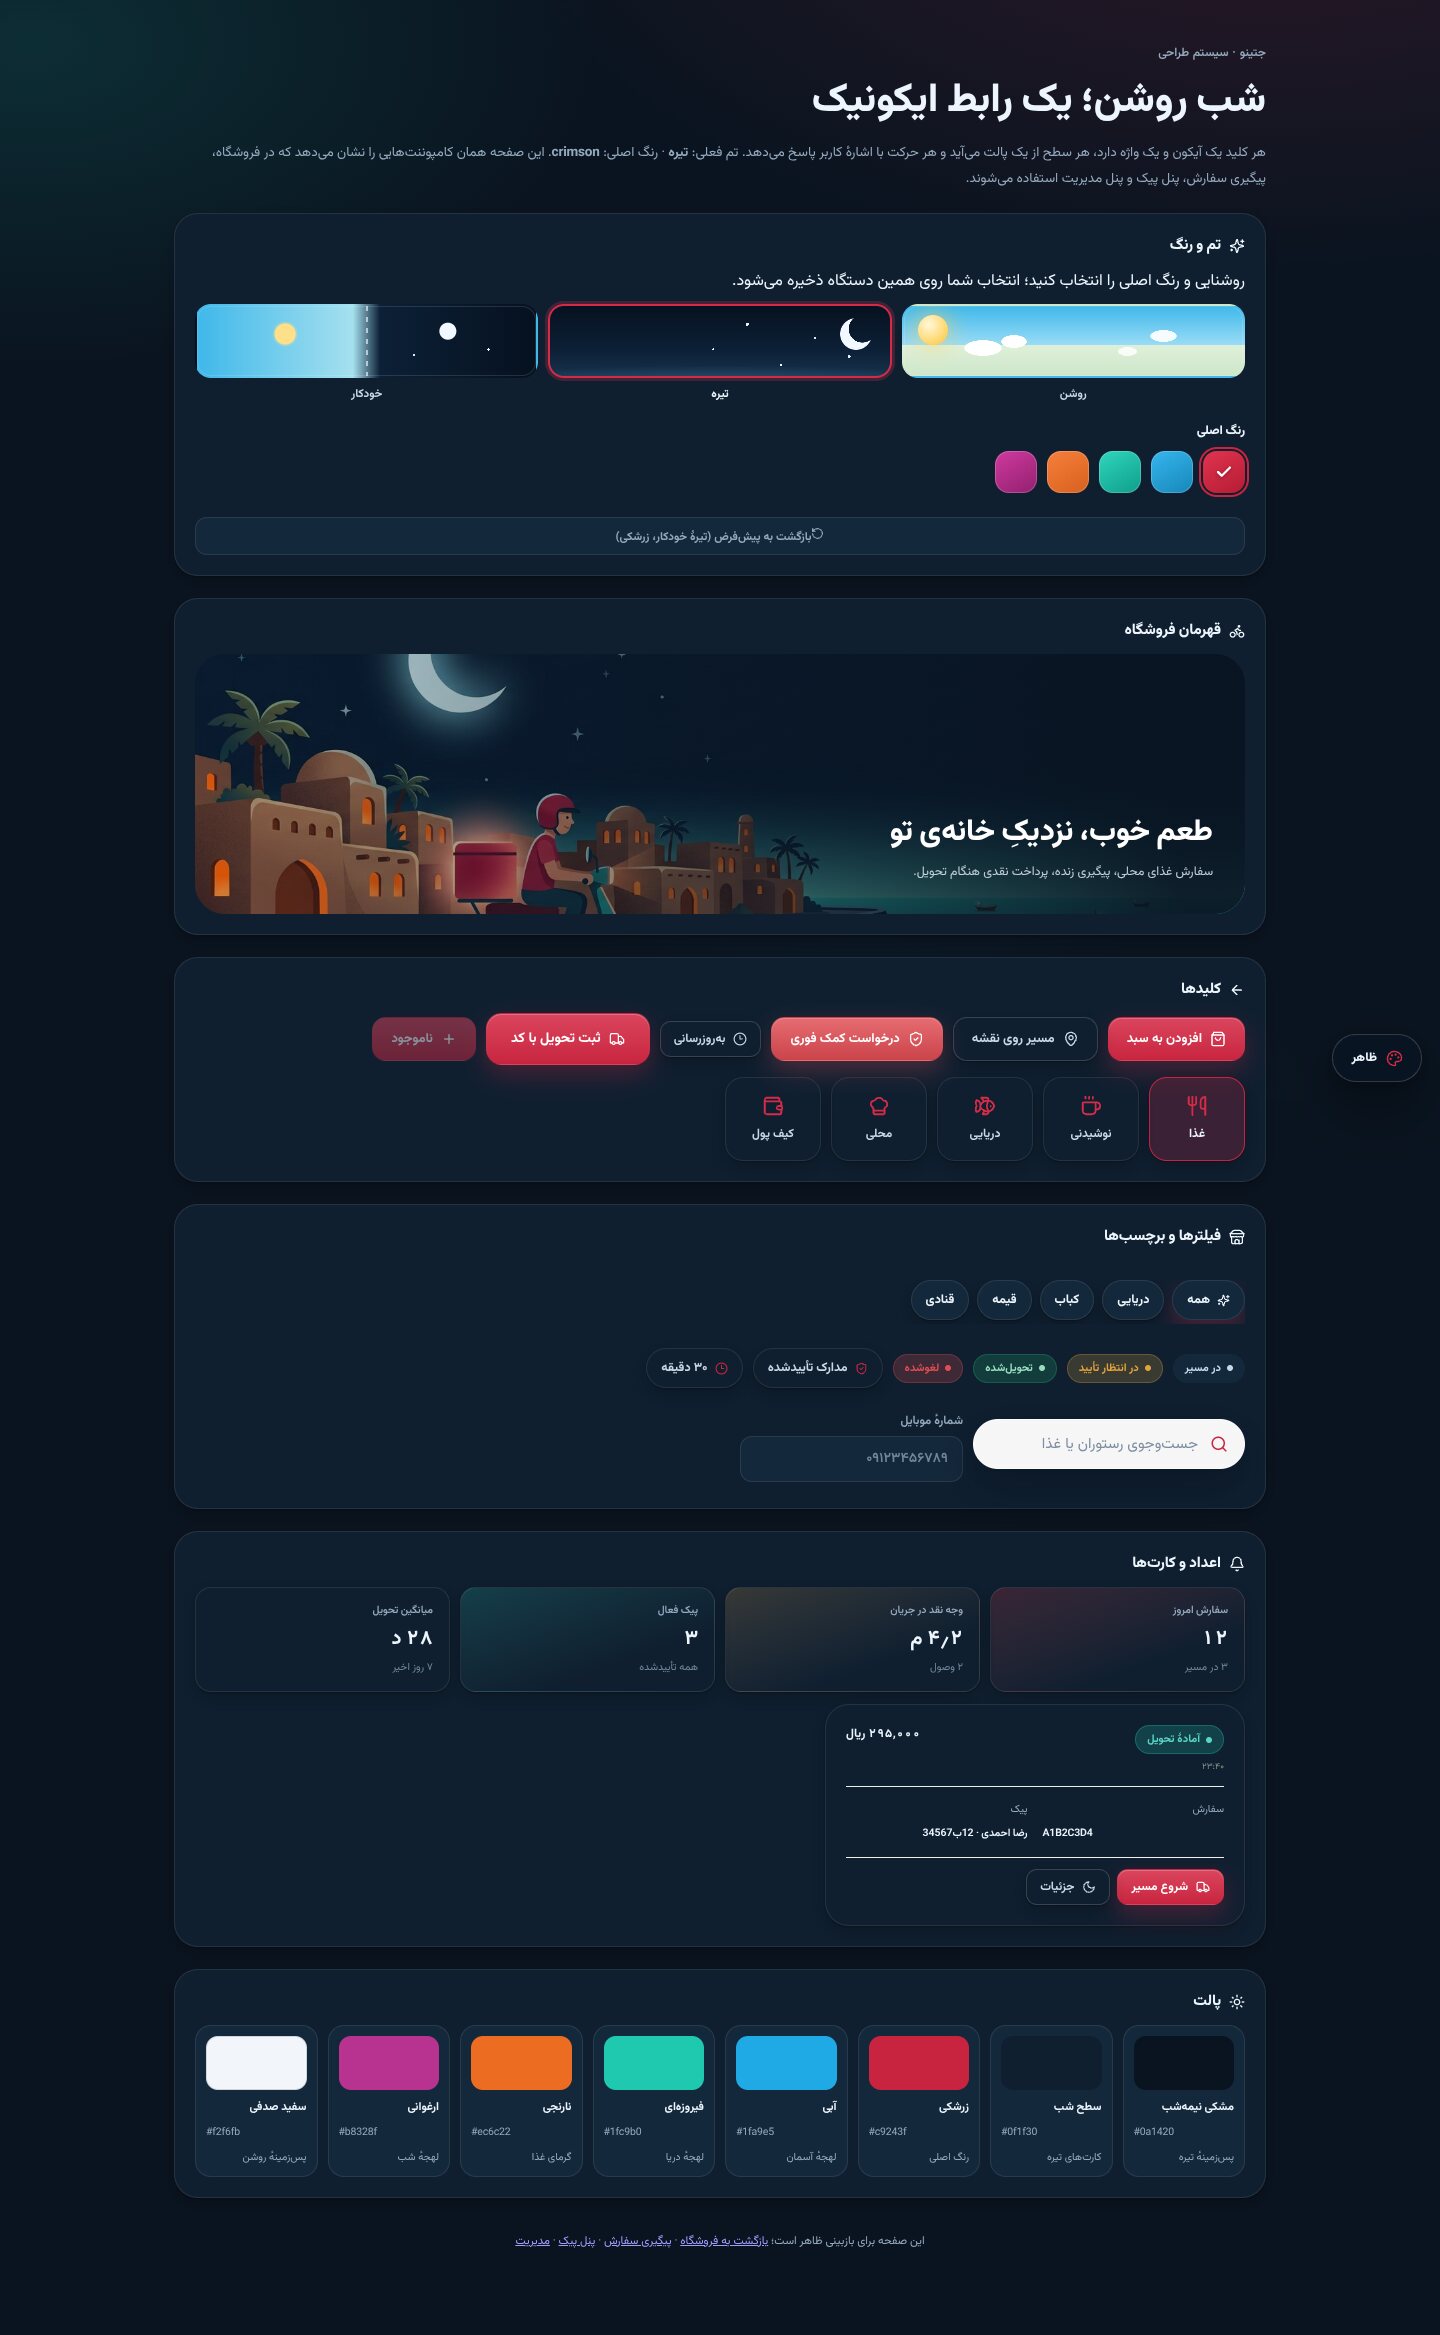 جتینو · سیستم طراحی
شب روشن؛ یک رابط ایکونیک
هر کلید یک آیکون و یک واژه دارد، هر سطح از یک پالت می‌آید و هر حرکت با اشارهٔ کاربر پاسخ می‌دهد. تم فعلی: تیره · رنگ اصلی: crimson. این صفحه همان کامپوننت‌هایی را نشان می‌دهد که در فروشگاه،
پیگیری سفارش، پنل پیک و پنل مدیریت استفاده می‌شوند.
تم و رنگ
روشنایی و رنگ اصلی را انتخاب کنید؛ انتخاب شما روی همین دستگاه ذخیره می‌شود.
روشن
تیره
خودکار
رنگ اصلی
بازگشت به پیش‌فرض (تیرهٔ خودکار، زرشکی)
قهرمان فروشگاه
طعم خوب، نزدیکِ خانه‌ی تو
سفارش غذای محلی، پیگیری زنده، پرداخت نقدی هنگام تحویل.
کلیدها
افزودن به سبد
مسیر روی نقشه
درخواست کمک فوری
به‌روزرسانی
ثبت تحویل با کد
ناموجود
ظاهر
غذا
نوشیدنی
دریایی
محلی
کیف پول
فیلترها و برچسب‌ها
همه
دریایی
کباب
قیمه
قنادی
در مسیر
در انتظار تأیید
تحویل‌شده
لغوشده
مدارک تأییدشده
۳۰ دقیقه
جست‌وجوی رستوران یا غذا
شمارهٔ موبایل
۰۹۱۲۳۴۵۶۷۸۹
اعداد و کارت‌ها
سفارش امروز
۱۲
۳ در مسیر
وجه نقد در جریان
۴٫۲ م
۲ وصول
پیک فعال
۳
همه تأییدشده
میانگین تحویل
۲۸ د
۷ روز اخیر
آمادهٔ تحویل
۲۹۵,۰۰۰ ریال
۲۳:۴۰
سفارش
پیک
A1B2C3D4
رضا احمدی · 12ب34567
شروع مسیر
جزئیات
پالت
مشکی نیمه‌شب
#0a1420
پس‌زمینهٔ تیره
سطح شب
#0f1f30
کارت‌های تیره
زرشکی
#c9243f
رنگ اصلی
آبی
#1fa9e5
لهجهٔ آسمان
فیروزه‌ای
#1fc9b0
لهجهٔ دریا
نارنجی
#ec6c22
گرمای غذا
ارغوانی
#b8328f
لهجهٔ شب
سفید صدفی
#f2f6fb
پس‌زمینهٔ روشن
این صفحه برای بازبینی ظاهر است؛ بازگشت به فروشگاه · پیگیری سفارش · پنل پیک · مدیریت